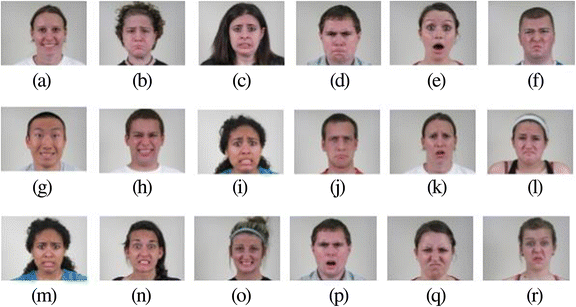 (a) (b) (c) (d) (e) (f)
(g) (h) (i) (j) (k) (l)
(m) (n) (o) (p) (q) (r)